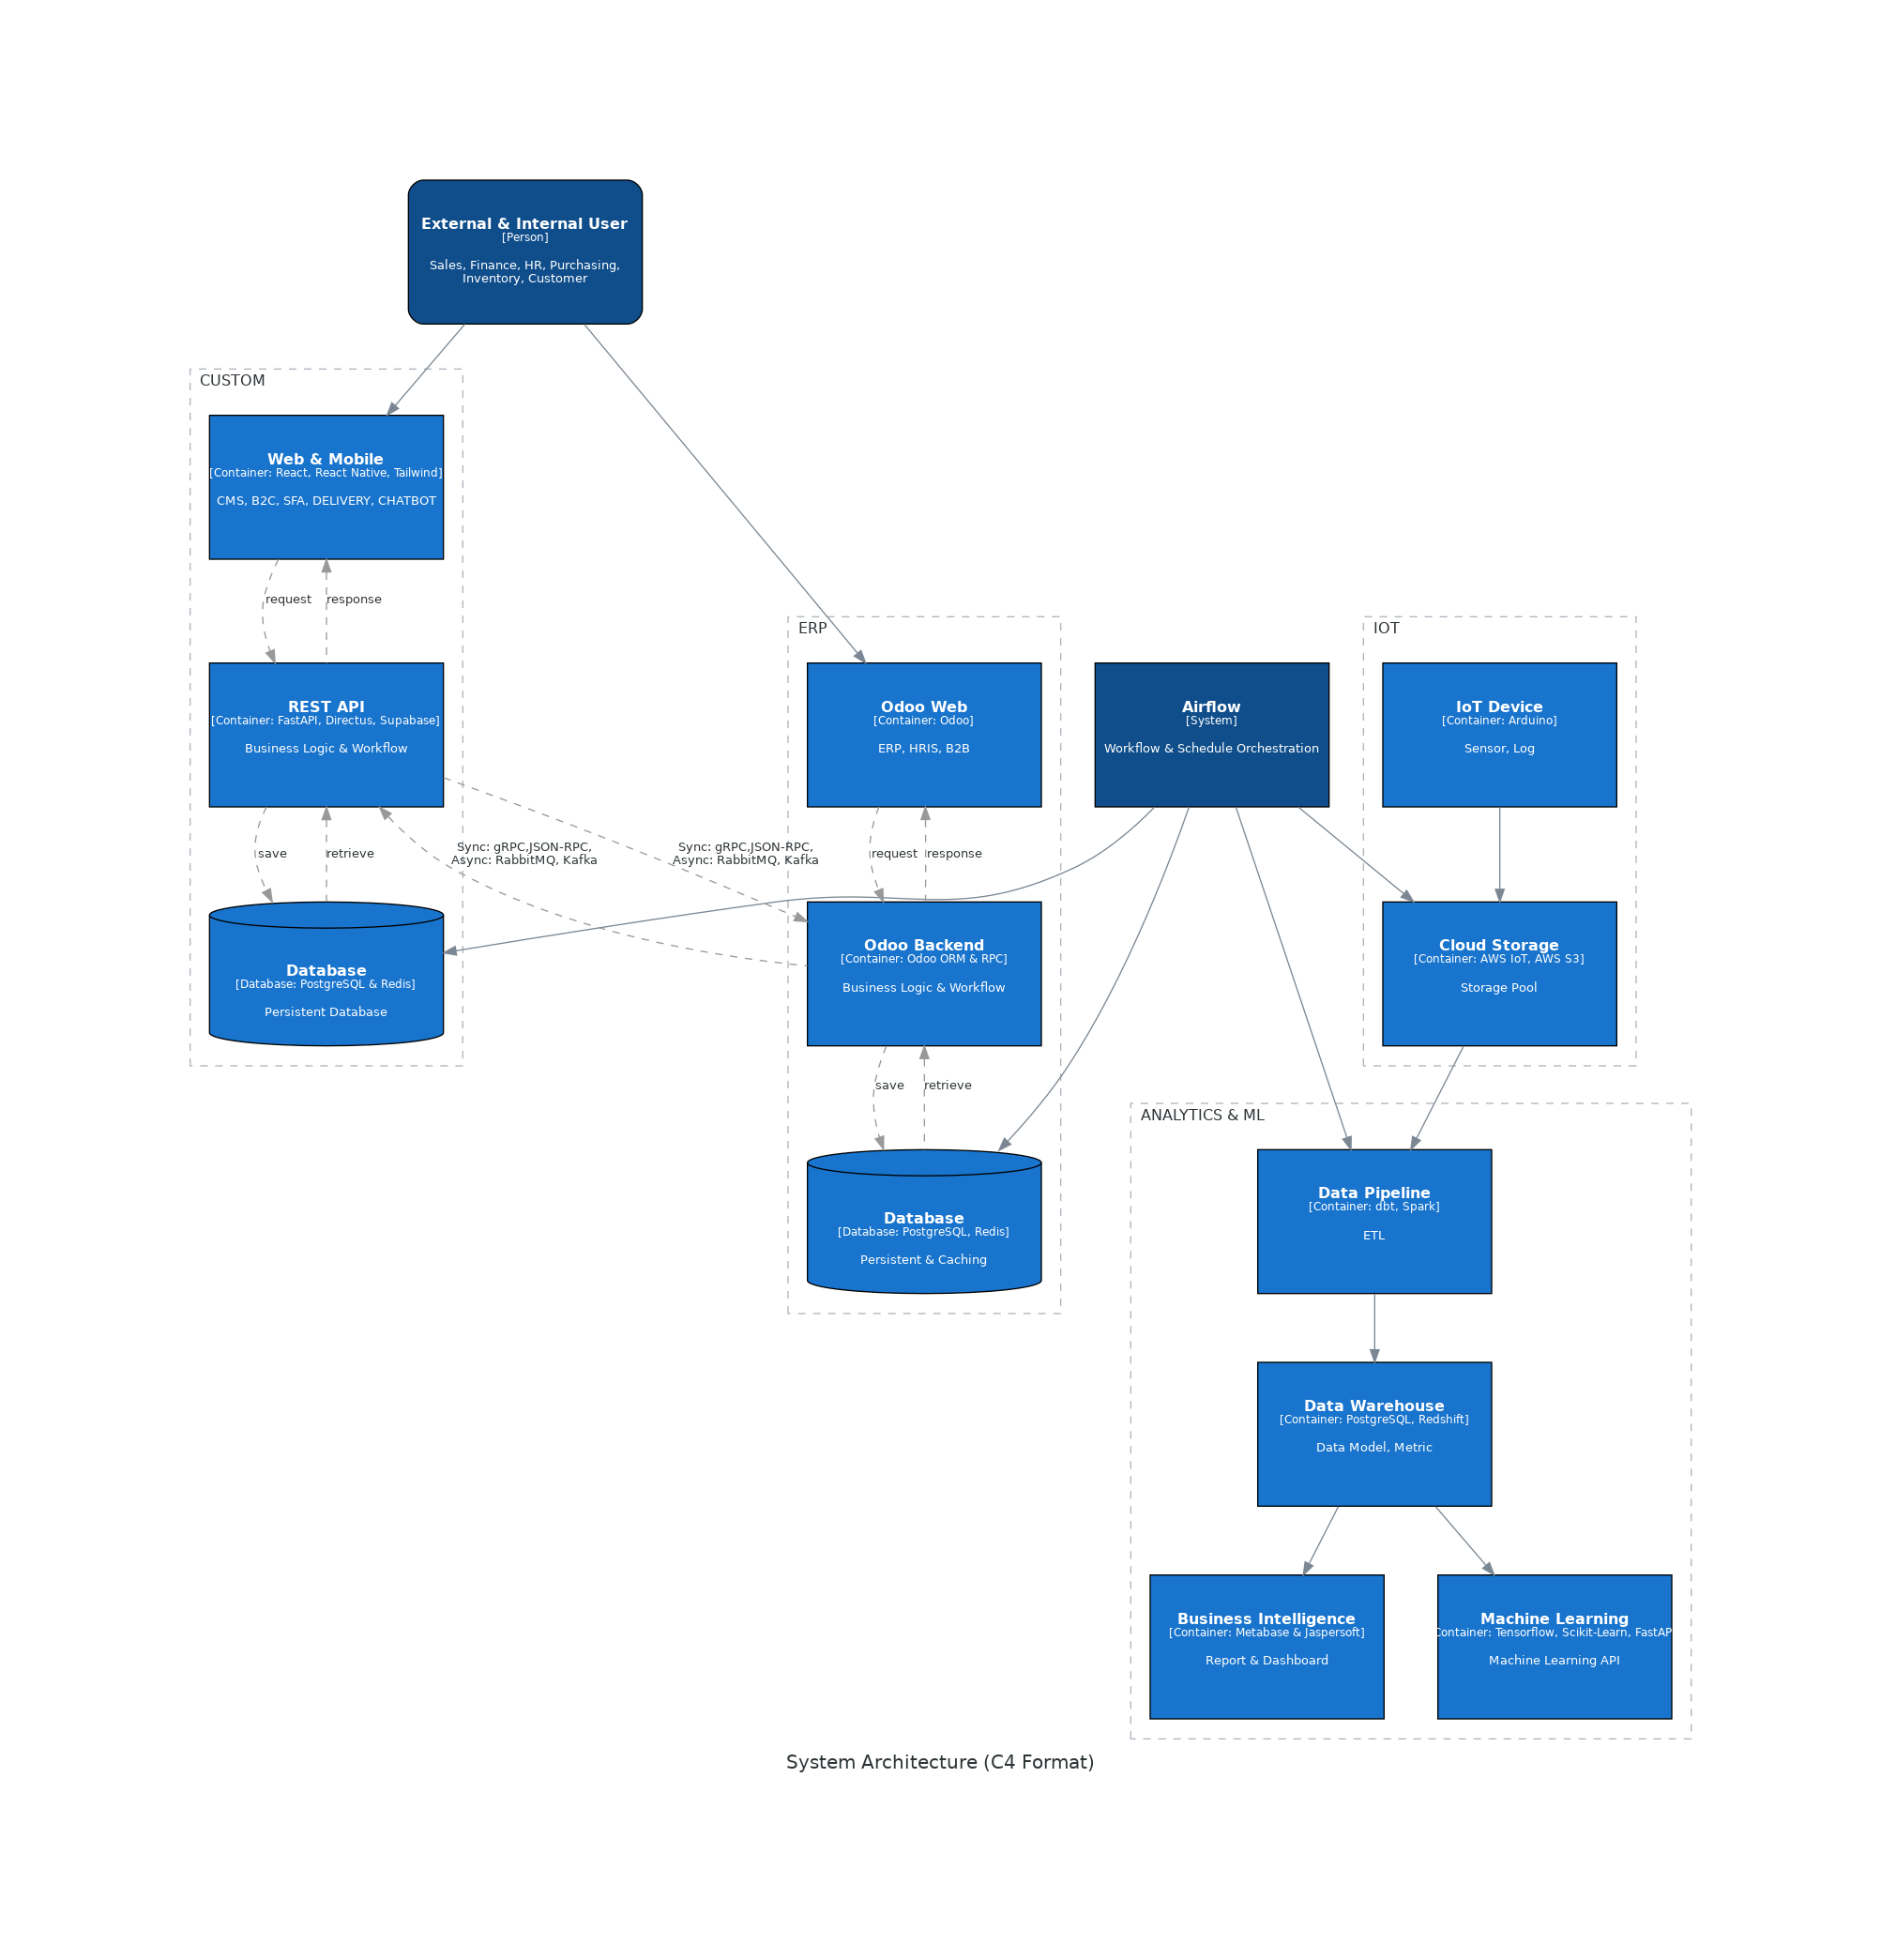 External & Internal User
[Person]
Sales, Finance, HR, Purchasing,
Inventory, Customer
CUSTOM
Web & Mobile
[Container: React, React Native, Tailwind]
CMS, B2C, SFA, DELIVERY, CHATBOT
request
response
REST API
[Container: FastAPI, Directus, Supabase]
Business Logic & Workflow
save
retrieve
Database
[Database: PostgreSQL & Redis]
Persistent Database
Sync: gRPC,JSON-RPC,
Async: RabbitMQ, Kafka
Sync: gRPC,JSON-RPC,
Async: RabbitMQ, Kafka
ERP
Odoo Web
[Container: Odoo]
ERP, HRIS, B2B
request
response
Odoo Backend
[Container: Odoo ORM & RPC]
Business Logic & Workflow
save
retrieve
Database
[Database: PostgreSQL, Redis]
Persistent & Caching
Airflow
[System]
Workflow & Schedule Orchestration
IOT
IoT Device
[Container: Arduino]
Sensor, Log
Cloud Storage
[Container: AWS IoT, AWS S3]
Storage Pool
ANALYTICS & ML
Data Pipeline
[Container: dbt, Spark]
ETL
Data Warehouse
[Container: PostgreSQL, Redshift]
Data Model, Metric
Business Intelligence
[Container: Metabase & Jaspersoft]
Report & Dashboard
Machine Learning
Container: Tensorflow, Scikit-Learn, FastAP
Machine Learning API
System Architecture (C4 Format)